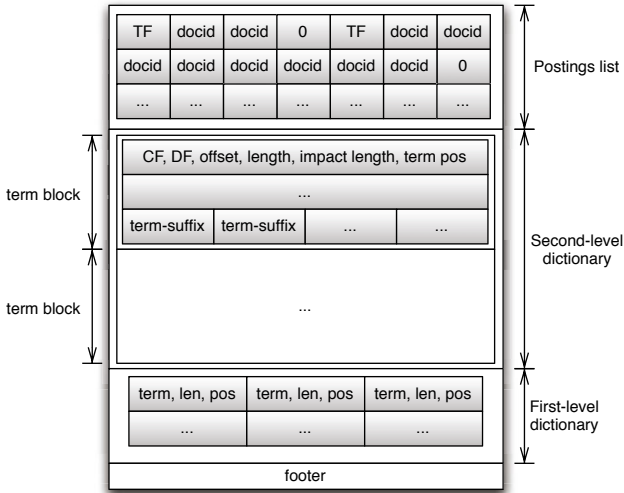 TF docid docid 0 TF docid docid
docid docid docid docid docid docid 0
... ... ... ... ... ... ...
Postings list
CF, DF, offset, length, impact length, term pos
...
term-suffix term-suffix ... ...
term block
...
term block
Second-level
dictionary
term, len, pos term, len, pos term, len, pos
... ... ...
First-level
dictionary
footer